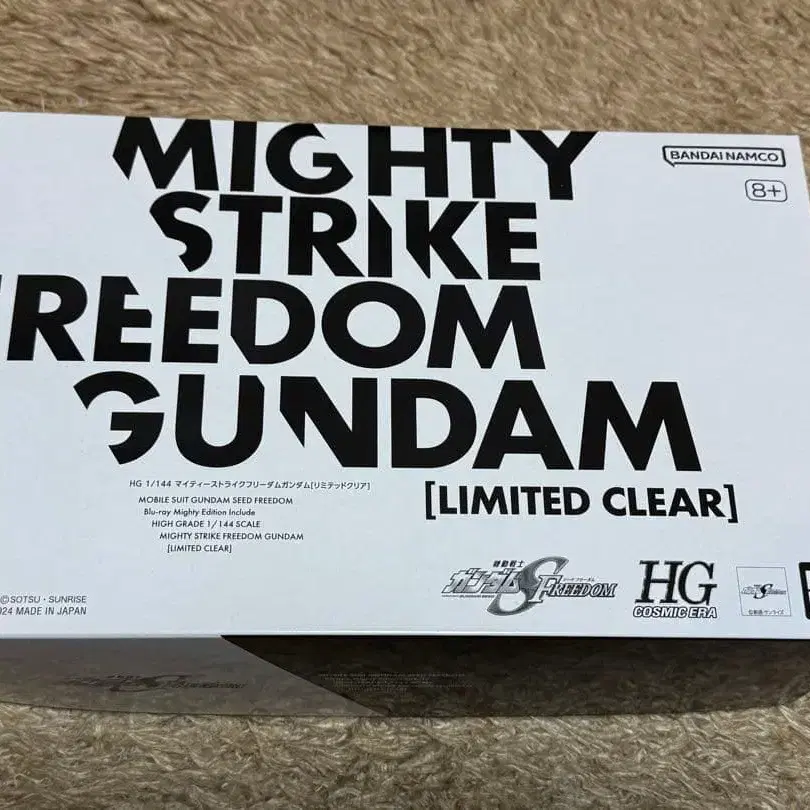 MIGHTY
STRIKE
FREEDOM
GUNDAM
BANDAI NAMCO
8+
HG 1/144 マイティーストライクフリーダムガンダム[リミテッドクリア]
MOBILE SUIT GUNDAM SEED FREEDOM
Blu-ray Mighty Edition Include
HIGH GRADE 1/144 SCALE
MIGHTY STRIKE FREEDOM GUNDAM
[LIMITED CLEAR]
[LIMITED CLEAR]
©SOTSU・SUNRISE
24 MADE IN JAPAN
機動戦士
ガンダム
FREEDOM
HG
COSMIC ERA